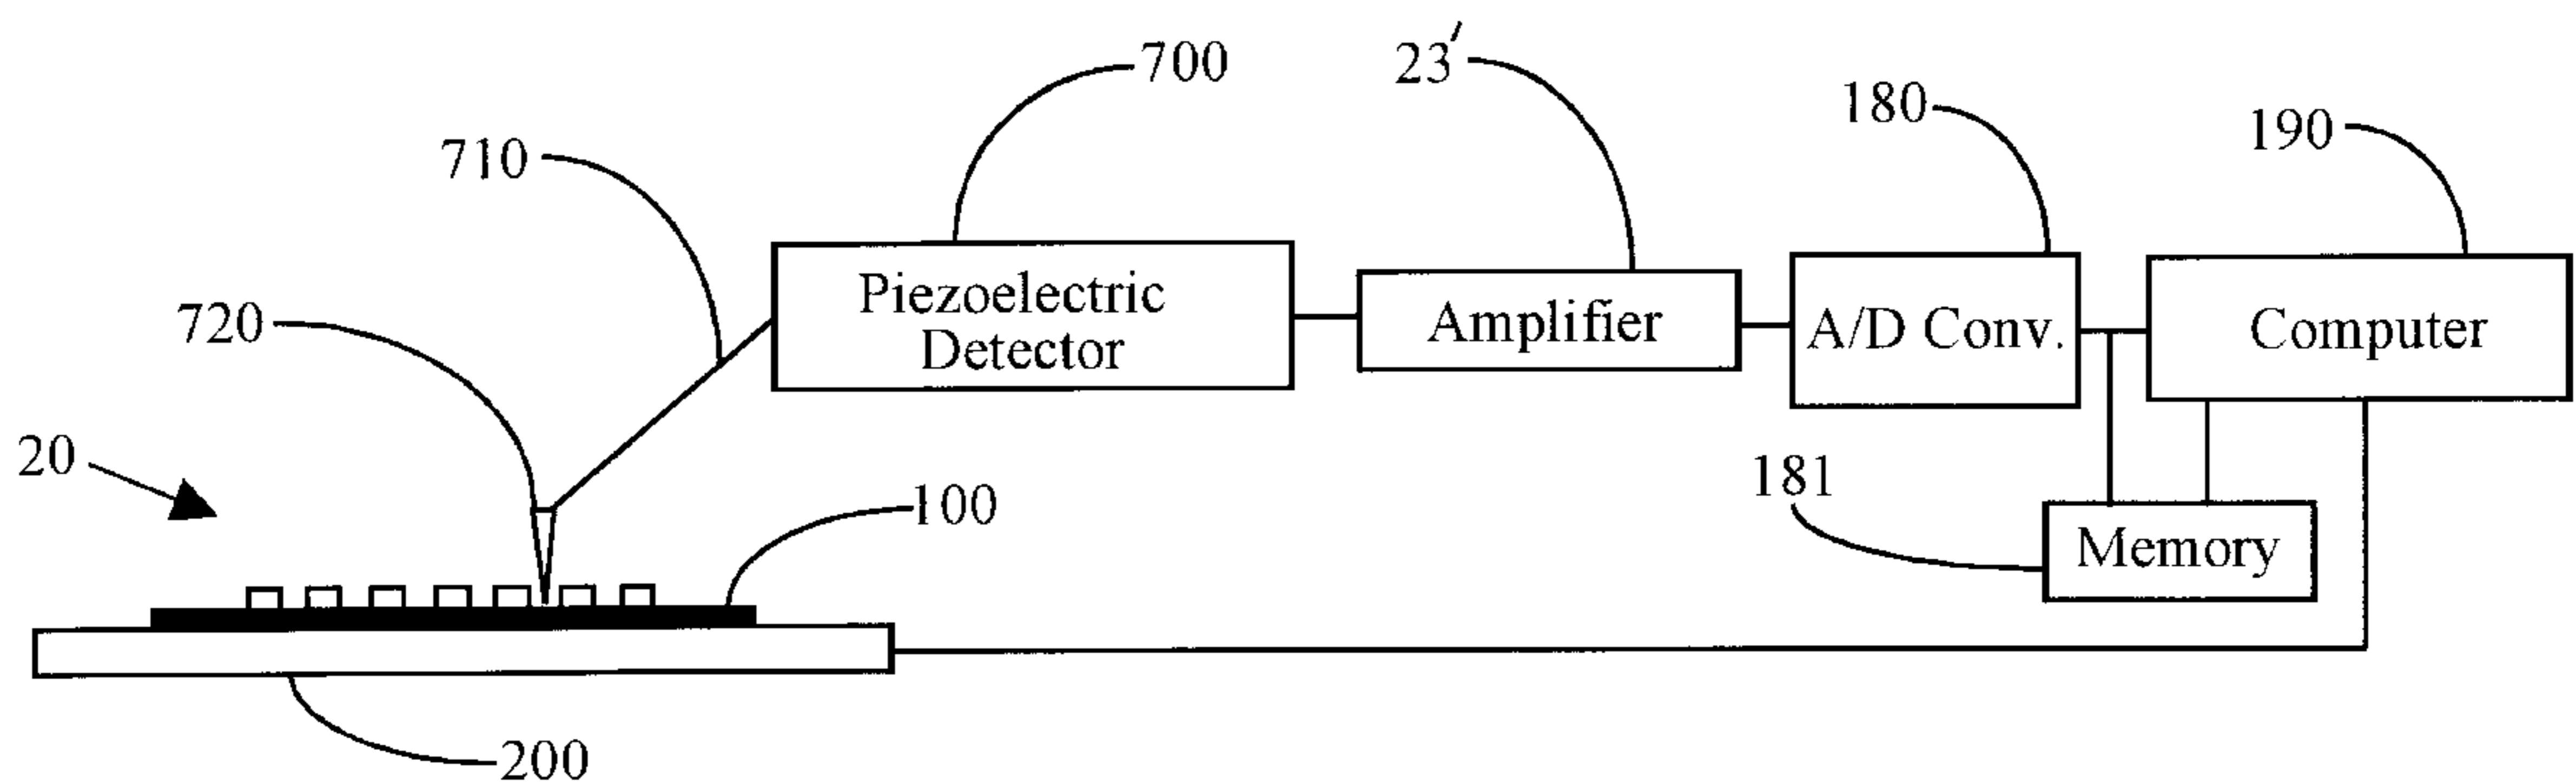 700
23′
180
190
710
720
Piezoelectric
Detector
Amplifier
A/D Conv.
Computer
20
100
181
Memory
200